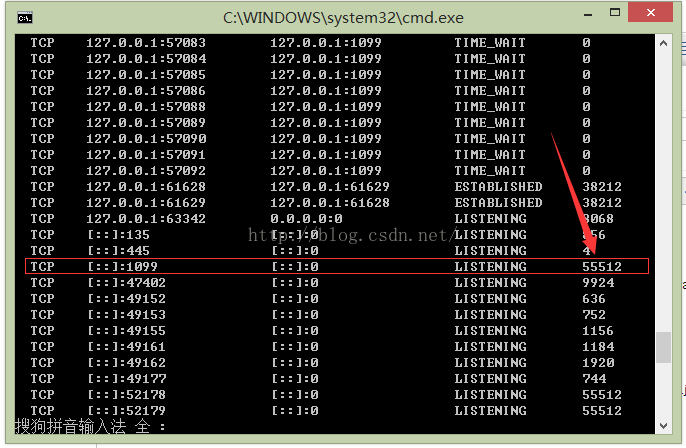 C:\WINDOWS\system32\cmd.exe
TCP 127.0.0.1:57083 127.0.0.1:1099 TIME_WAIT 0
TCP 127.0.0.1:57084 127.0.0.1:1099 TIME_WAIT 0
TCP 127.0.0.1:57085 127.0.0.1:1099 TIME_WAIT 0
TCP 127.0.0.1:57086 127.0.0.1:1099 TIME_WAIT 0
TCP 127.0.0.1:57088 127.0.0.1:1099 TIME_WAIT 0
TCP 127.0.0.1:57089 127.0.0.1:1099 TIME_WAIT 0
TCP 127.0.0.1:57090 127.0.0.1:1099 TIME_WAIT 0
TCP 127.0.0.1:57091 127.0.0.1:1099 TIME_WAIT 0
TCP 127.0.0.1:57092 127.0.0.1:1099 TIME_WAIT 0
TCP 127.0.0.1:61628 127.0.0.1:61629 ESTABLISHED 38212
TCP 127.0.0.1:61629 127.0.0.1:61628 ESTABLISHED 38212
TCP 127.0.0.1:63342 0.0.0.0:0 LISTENING
TCP [::]:135 [::]:0 LISTENING
http://blog.csdn.net/
TCP [::]:445 [::]:0 LISTENING 4
TCP [::]:1099 [::]:0 LISTENING 55512
TCP [::]:47402 [::]:0 LISTENING 9924
TCP [::]:49152 [::]:0 LISTENING 636
TCP [::]:49153 [::]:0 LISTENING 752
TCP [::]:49155 [::]:0 LISTENING 1156
TCP [::]:49161 [::]:0 LISTENING 1184
TCP [::]:49162 [::]:0 LISTENING 1920
TCP [::]:49177 [::]:0 LISTENING 744
TCP [::]:52178 [::]:0 LISTENING 55512
TCP [::]:52179 [::]:0 LISTENING 55512
搜狗拼音输入法 全 :